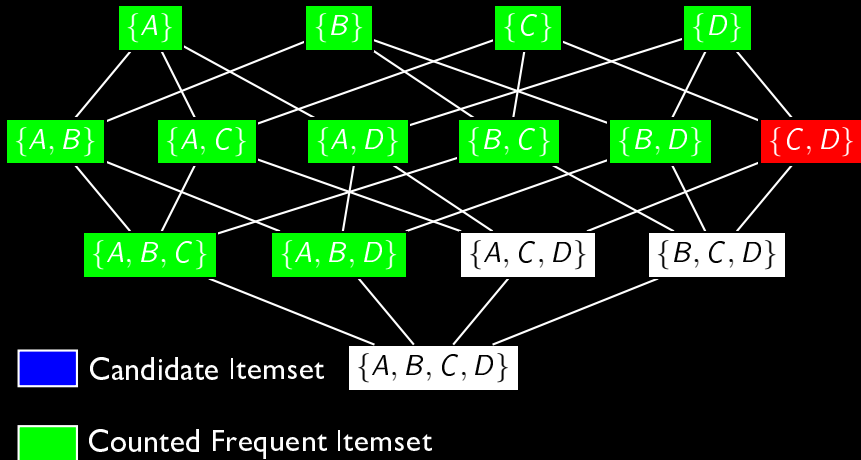 {A} {B} {C} {D}
{A, B} {A, C} {A, D} {B, C} {B, D} {C, D}
{A, B, C} {A, B, D} {A, C, D} {B, C, D}
{A, B, C, D}
Candidate Itemset
Counted Frequent Itemset